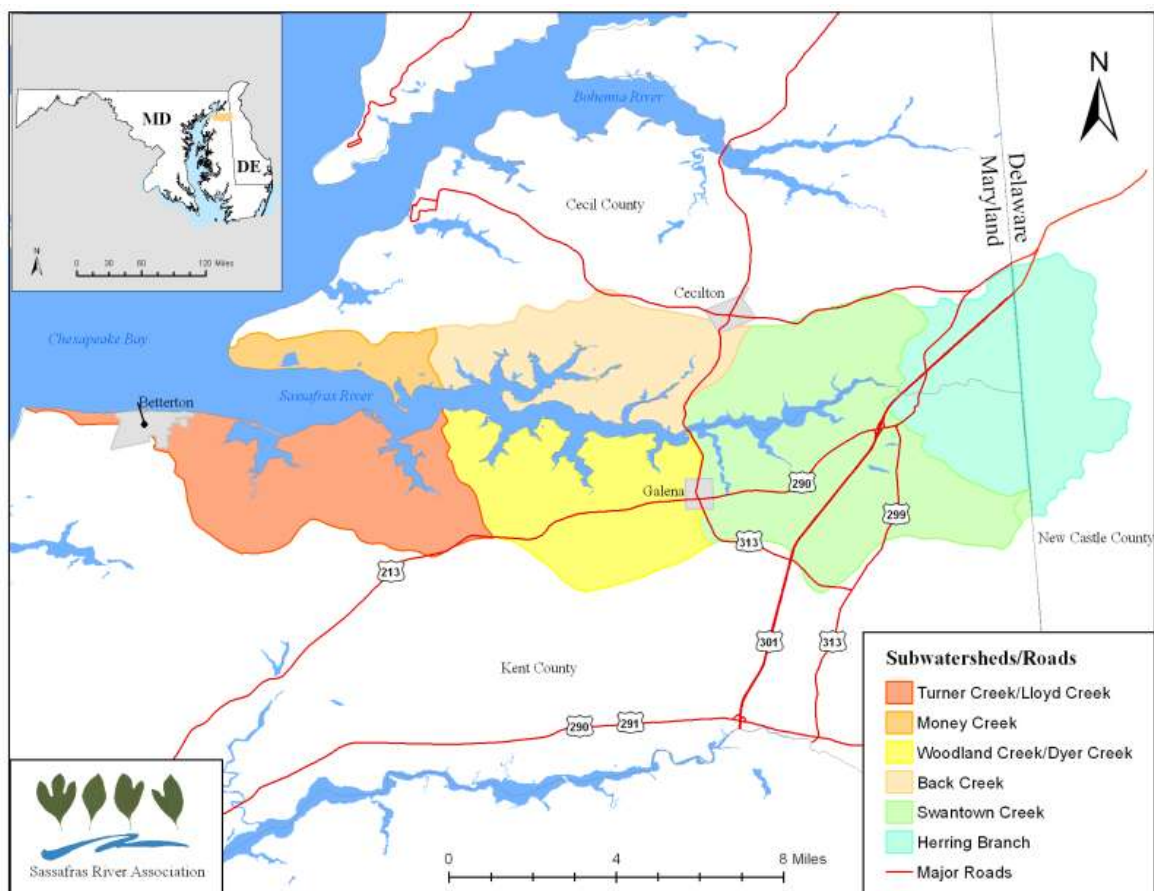 N
MD
DE
N
0 30 60 120 Miles
Bohemia River
N
Cecil County
Delaware
Maryland
Cecilton
Chesapeake Bay
Sassafras River
Betterton
Galena
290
299
313
New Castle County
213
301
313
Kent County
290
291
Subwatersheds/Roads
Turner Creek/Lloyd Creek
Money Creek
Woodland Creek/Dyer Creek
Back Creek
Swantown Creek
Herring Branch
Major Roads
Sassafras River Association
0 4 8 Miles